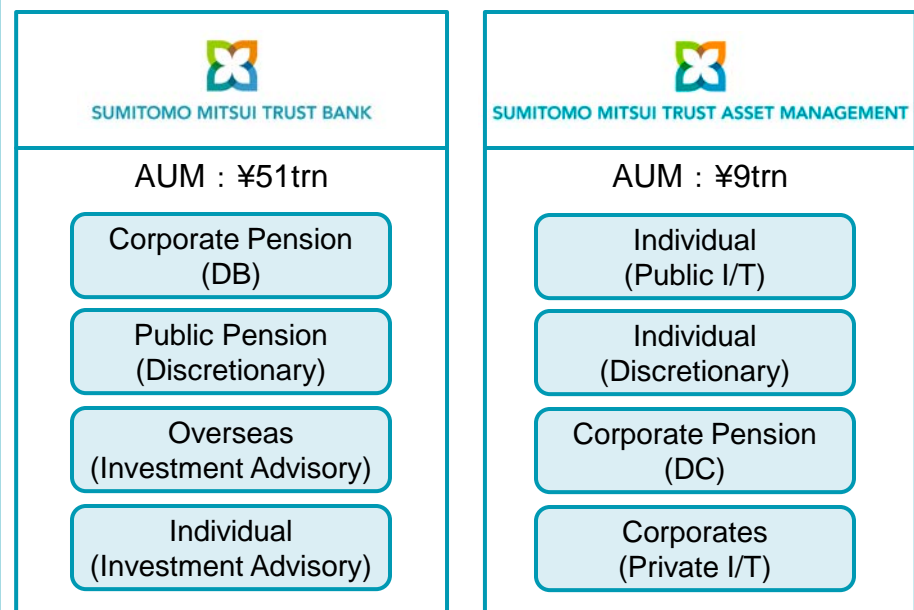 SUMITOMO MITSUI TRUST BANK
AUM：¥51trn
Corporate Pension
(DB)
Public Pension
(Discretionary)
Overseas
(Investment Advisory)
Individual
(Investment Advisory)
SUMITOMO MITSUI TRUST ASSET MANAGEMENT
AUM：¥9trn
Individual
(Public I/T)
Individual
(Discretionary)
Corporate Pension
(DC)
Corporates
(Private I/T)